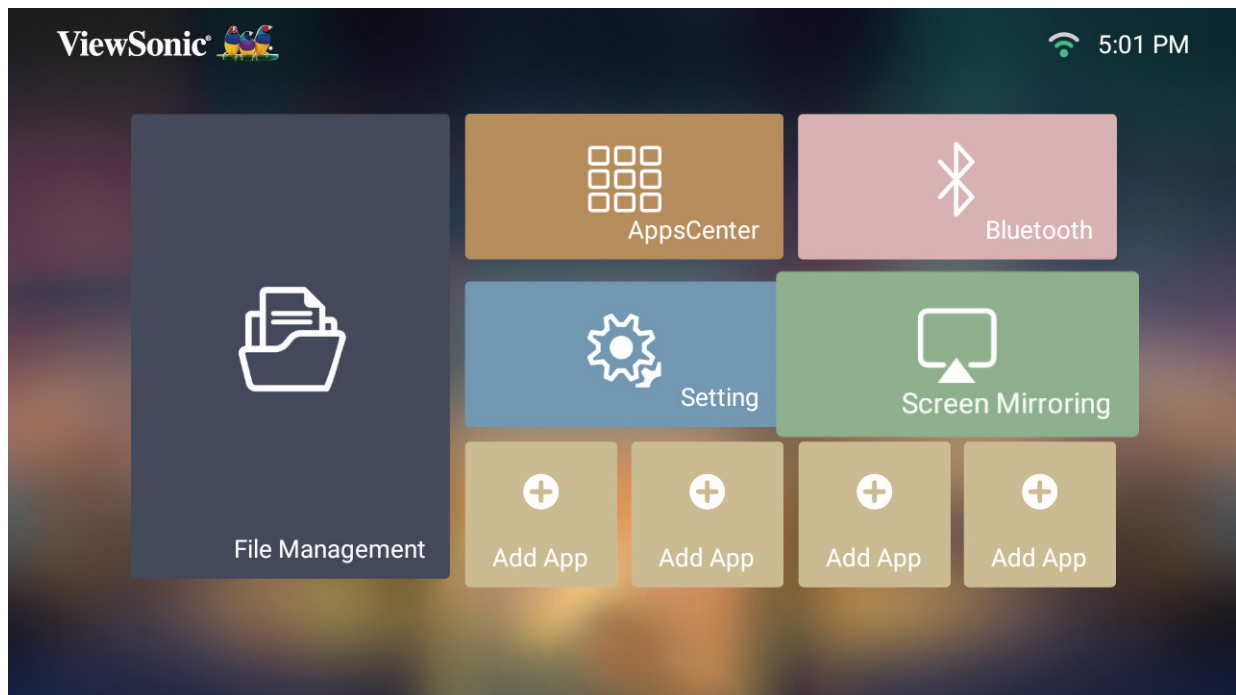 ViewSonic®
5:01 PM
AppsCenter
Bluetooth
Setting
Screen Mirroring
File Management
Add App
Add App
Add App
Add App